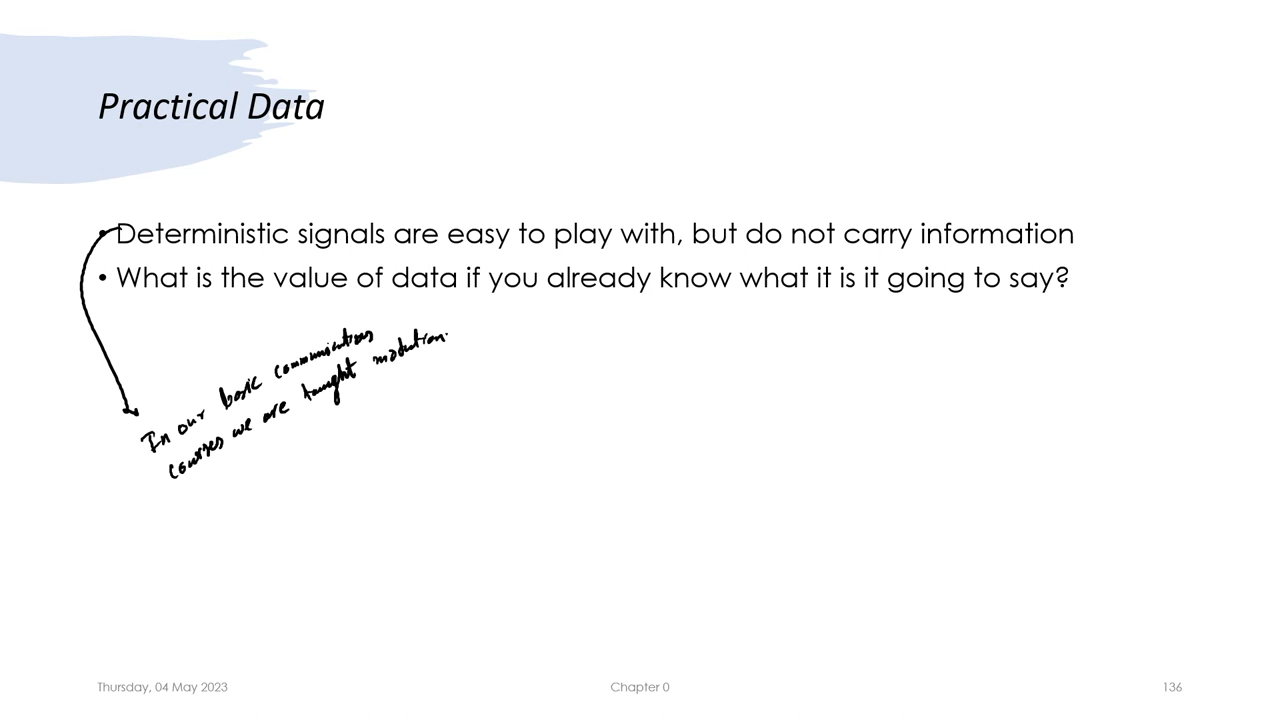 Practical Data
• Deterministic signals are easy to play with, but do not carry information
• What is the value of data if you already know what it is it going to say?
In our basic communications
courses we are taught
Thursday, 04 May 2023
Chapter 0
136